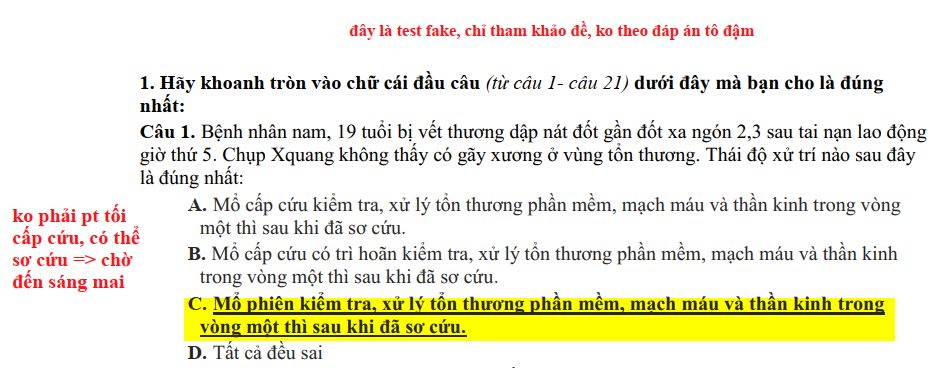 đây là test fake, chỉ tham khảo đề, ko theo đáp án tô đậm
1. Hãy khoanh tròn vào chữ cái đầu câu (từ câu 1- câu 21) dưới đây mà bạn cho là đúng
nhất:
Câu 1. Bệnh nhân nam, 19 tuổi bị vết thương dập nát đốt gần đốt xa ngón 2,3 sau tai nạn lao động
giờ thứ 5. Chụp Xquang không thấy có gãy xương ở vùng tổn thương. Thái độ xử trí nào sau đây
là đúng nhất:
A. Mổ cấp cứu kiểm tra, xử lý tổn thương phần mềm, mạch máu và thần kinh trong vòng
một thì sau khi đã sơ cứu.
B. Mổ cấp cứu có trì hoãn kiểm tra, xử lý tổn thương phần mềm, mạch máu và thần kinh
trong vòng một thì sau khi đã sơ cứu.
C. Mổ phiên kiểm tra, xử lý tổn thương phần mềm, mạch máu và thần kinh trong
vòng một thì sau khi đã sơ cứu.
D. Tất cả đều sai
ko phải pt tối
cấp cứu, có thể
sơ cứu => chờ
đến sáng mai